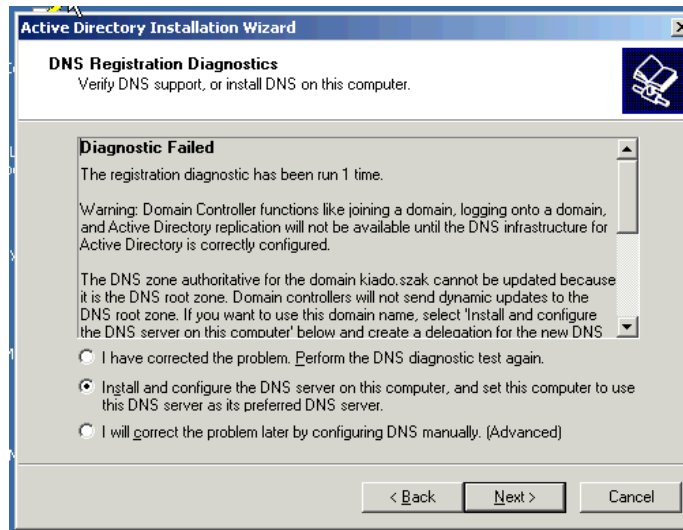 Active Directory Installation Wizard
DNS Registration Diagnostics
Verify DNS support, or install DNS on this computer.
Diagnostic Failed
The registration diagnostic has been run 1 time.
Warning: Domain Controller functions like joining a domain, logging onto a domain,
and Active Directory replication will not be available until the DNS infrastructure for
Active Directory is correctly configured.
The DNS zone authoritative for the domain kiado.szak cannot be updated because
it is the DNS root zone. Domain controllers will not send dynamic updates to the
DNS root zone. If you want to use this domain name, select 'Install and configure
the DNS server on this computer' below and create a delegation for the new DNS
I have corrected the problem. Perform the DNS diagnostic test again.
Install and configure the DNS server on this computer, and set this computer to use
this DNS server as its preferred DNS server.
I will correct the problem later by configuring DNS manually. (Advanced)
< Back
Next >
Cancel